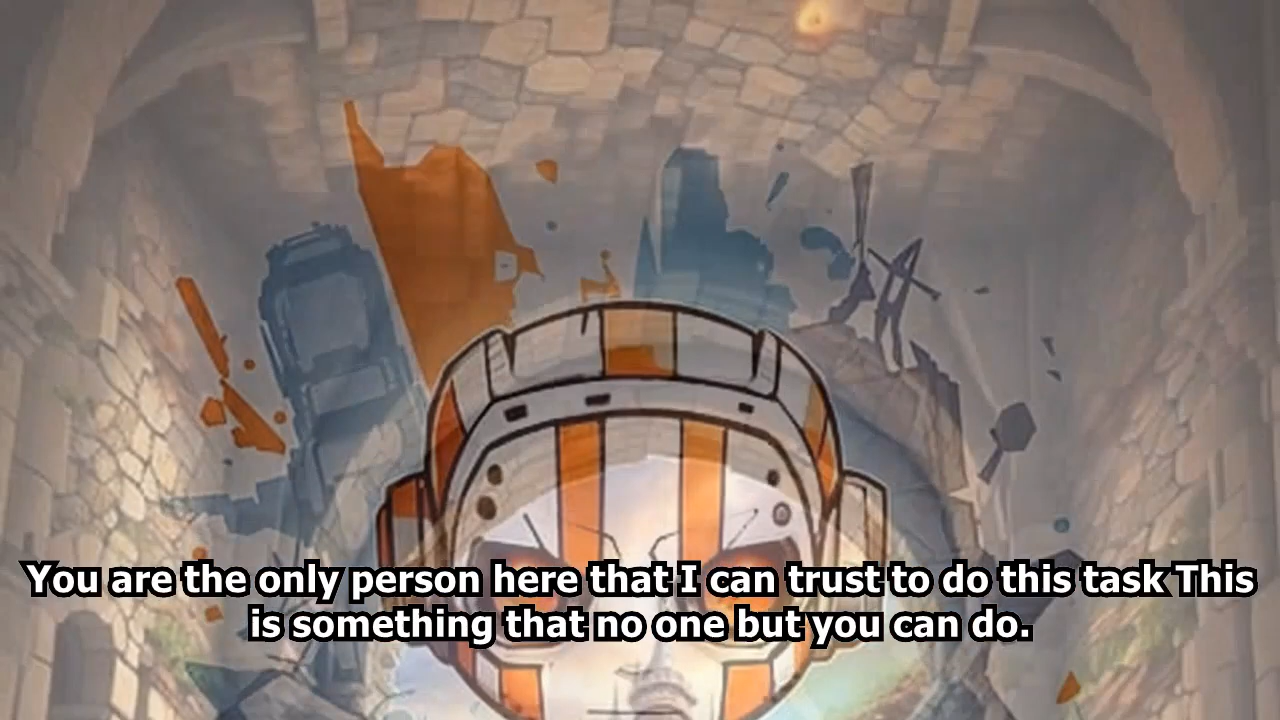 You are the only person here that I can trust to do this task This
is something that no one but you can do.